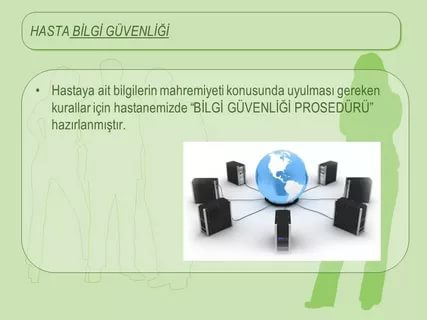 HASTA BİLGİ GÜVENLİĞİ
• Hastaya ait bilgilerin mahremiyeti konusunda uyulması gereken
kurallar için hastanemizde “BİLGİ GÜVENLİĞİ PROSEDÜRÜ”
hazırlanmıştır.